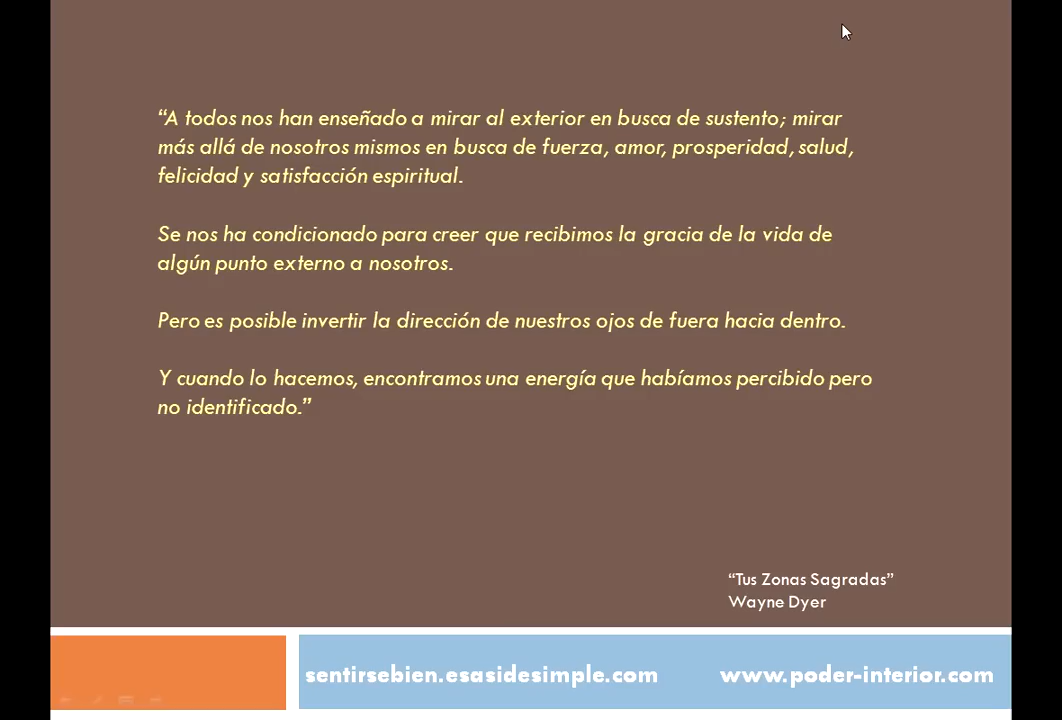 “A todos nos han enseñado a mirar al exterior en busca de sustento; mirar
más allá de nosotros mismos en busca de fuerza, amor, prosperidad, salud,
felicidad y satisfacción espiritual.
Se nos ha condicionado para creer que recibimos la gracia de la vida de
algún punto externo a nosotros.
Pero es posible invertir la dirección de nuestros ojos de fuera hacia dentro.
Y cuando lo hacemos, encontramos una energía que habíamos percibido pero
no identificado.”
“Tus Zonas Sagradas”
Wayne Dyer
sentirsebien.esasidesimple.com www.poder-interior.com